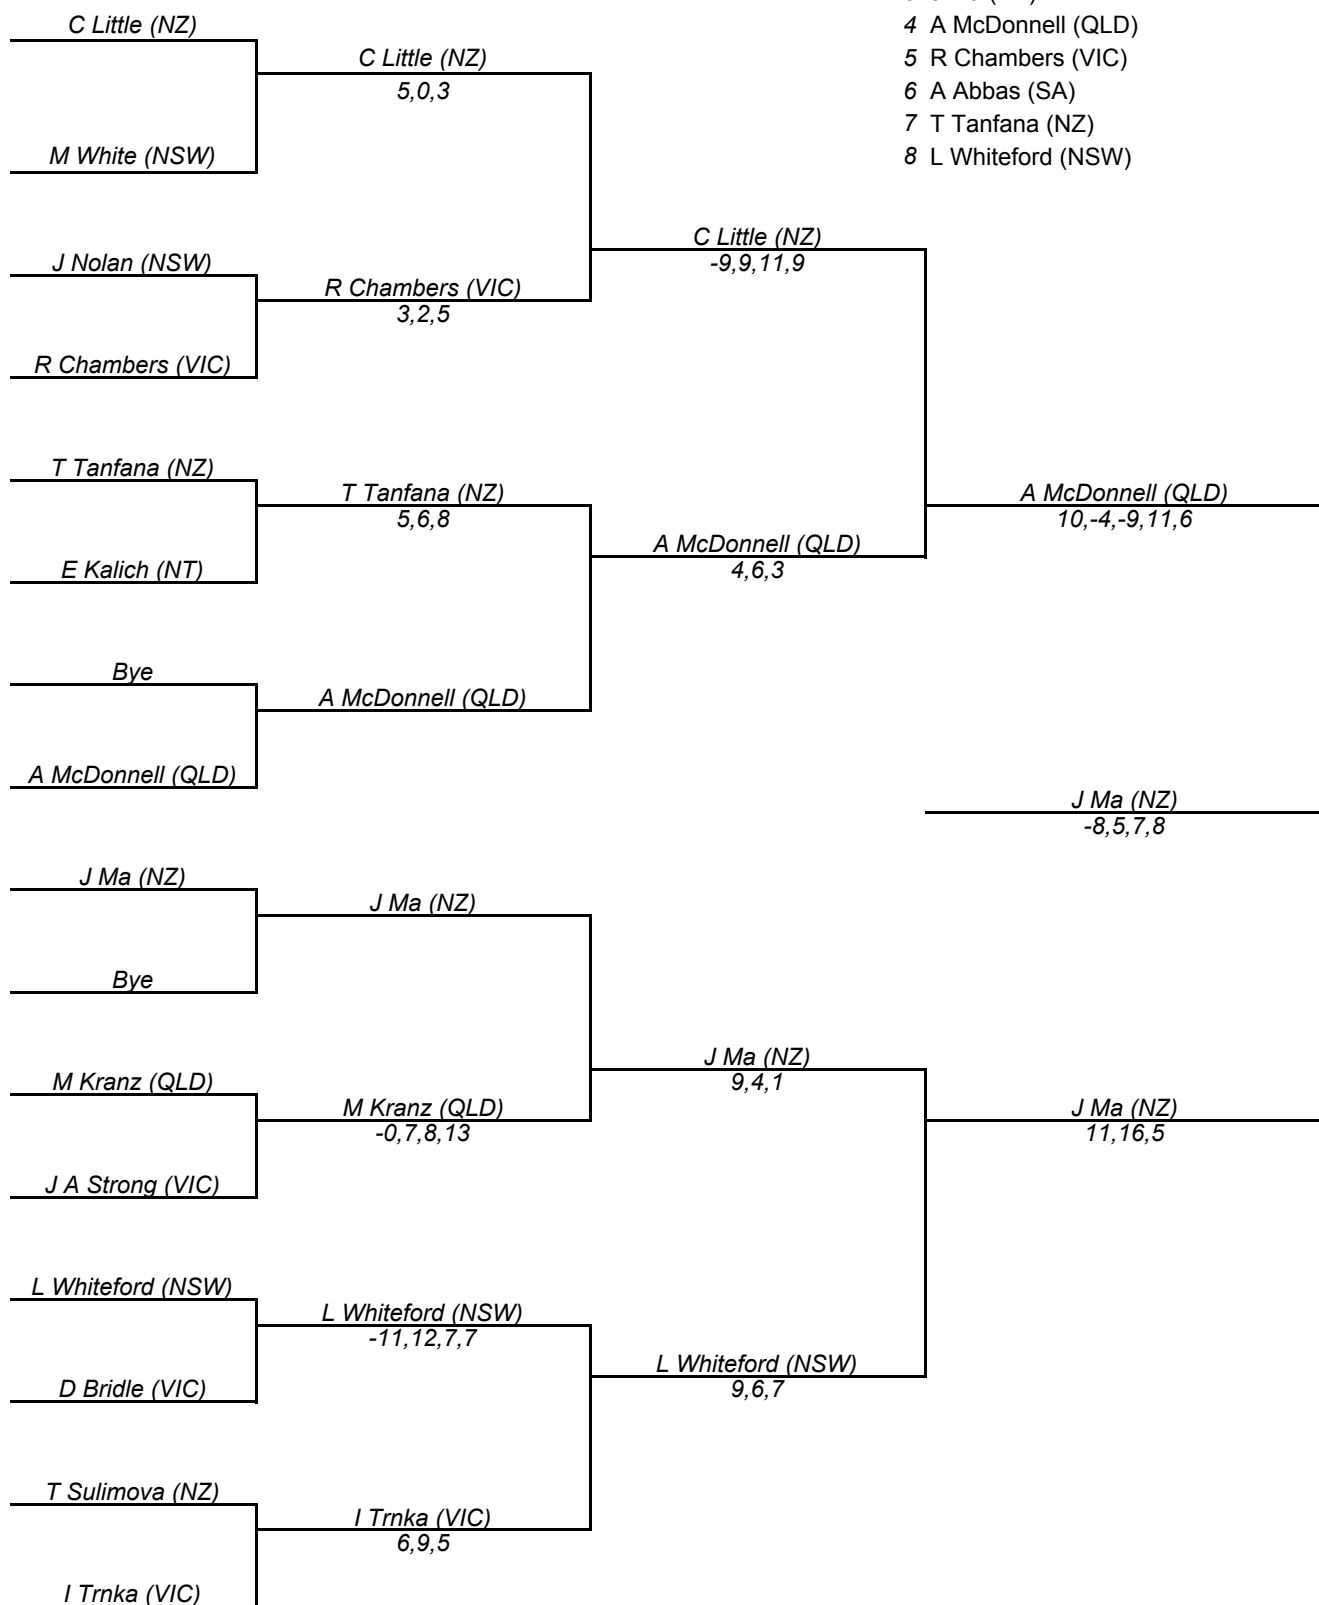 4 A McDonnell (QLD)
5 R Chambers (VIC)
6 A Abbas (SA)
7 T Tanfana (NZ)
8 L Whiteford (NSW)
C Little (NZ)
C Little (NZ)
5,0,3
M White (NSW)
C Little (NZ)
-9,9,11,9
J Nolan (NSW)
R Chambers (VIC)
3,2,5
R Chambers (VIC)
T Tanfana (NZ)
T Tanfana (NZ)
5,6,8
A McDonnell (QLD)
10,-4,-9,11,6
A McDonnell (QLD)
4,6,3
E Kalich (NT)
Bye
A McDonnell (QLD)
A McDonnell (QLD)
J Ma (NZ)
-8,5,7,8
J Ma (NZ)
J Ma (NZ)
Bye
J Ma (NZ)
9,4,1
M Kranz (QLD)
M Kranz (QLD)
-0,7,8,13
J Ma (NZ)
11,16,5
J A Strong (VIC)
L Whiteford (NSW)
L Whiteford (NSW)
-11,12,7,7
L Whiteford (NSW)
9,6,7
D Bridle (VIC)
T Sulimova (NZ)
I Trnka (VIC)
6,9,5
I Trnka (VIC)